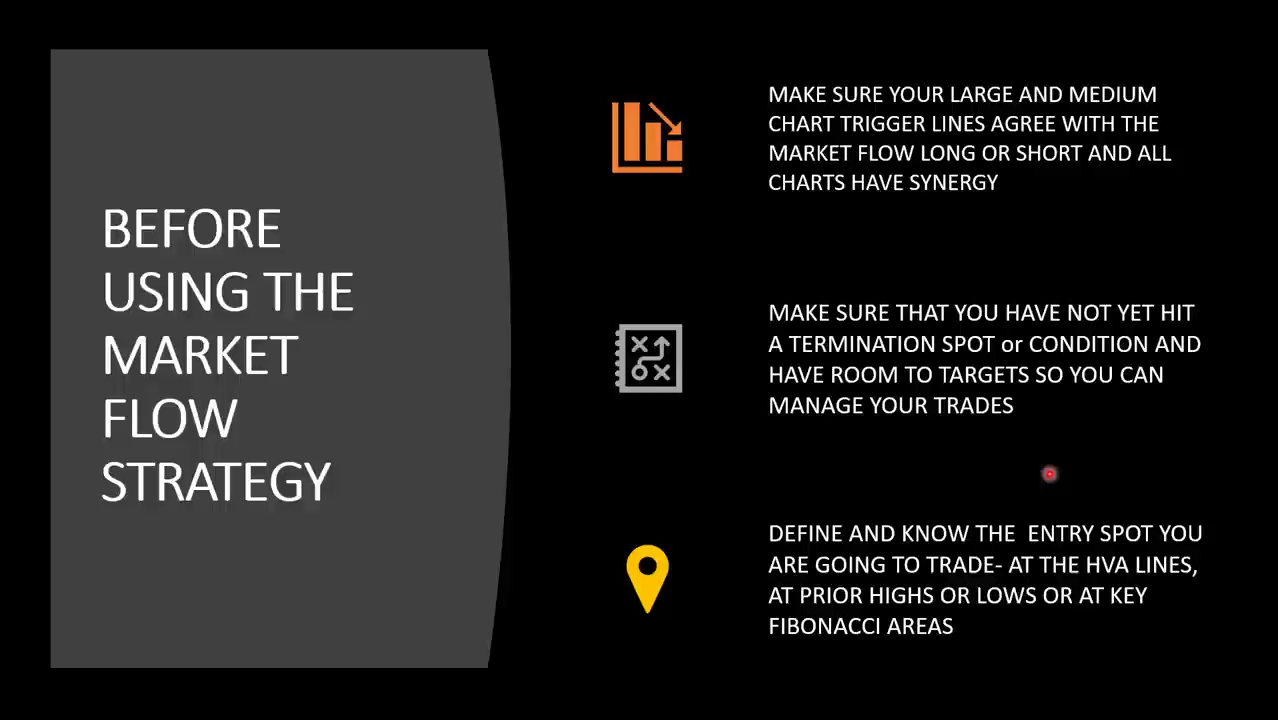 BEFORE
USING THE
MARKET
FLOW
STRATEGY
MAKE SURE YOUR LARGE AND MEDIUM
CHART TRIGGER LINES AGREE WITH THE
MARKET FLOW LONG OR SHORT AND ALL
CHARTS HAVE SYNERGY
MAKE SURE THAT YOU HAVE NOT YET HIT
A TERMINATION SPOT or CONDITION AND
HAVE ROOM TO TARGETS SO YOU CAN
MANAGE YOUR TRADES
DEFINE AND KNOW THE  ENTRY SPOT YOU
ARE GOING TO TRADE- AT THE HVA LINES,
AT PRIOR HIGHS OR LOWS OR AT KEY
FIBONACCI AREAS